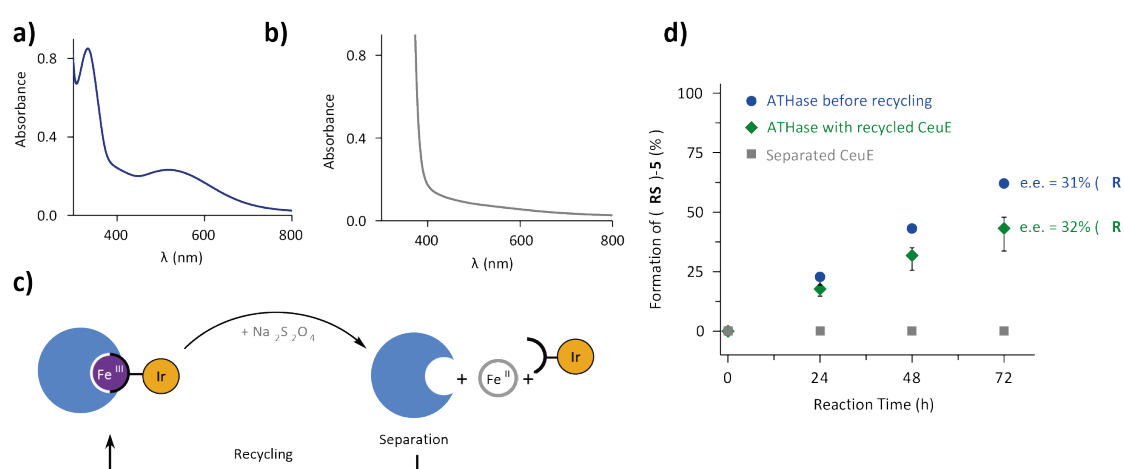 a)
0.8
0.4
0.0
Absorbance
400
600
800
λ (nm)
b)
0.8
0.4
0.0
Absorbance
400
600
800
λ (nm)
c)
Fe III
Ir
+ Na 2S 2O 4
+
Fe II
+
Ir
Separation
Recycling
d)
100
75
50
25
0
Formation of ( RS )-5 (% )
ATHase before recycling
ATHase with recycled CeuE
Separated CeuE
e.e. = 31% ( R
e.e. = 32% ( R
0
24
48
72
Reaction Time (h)